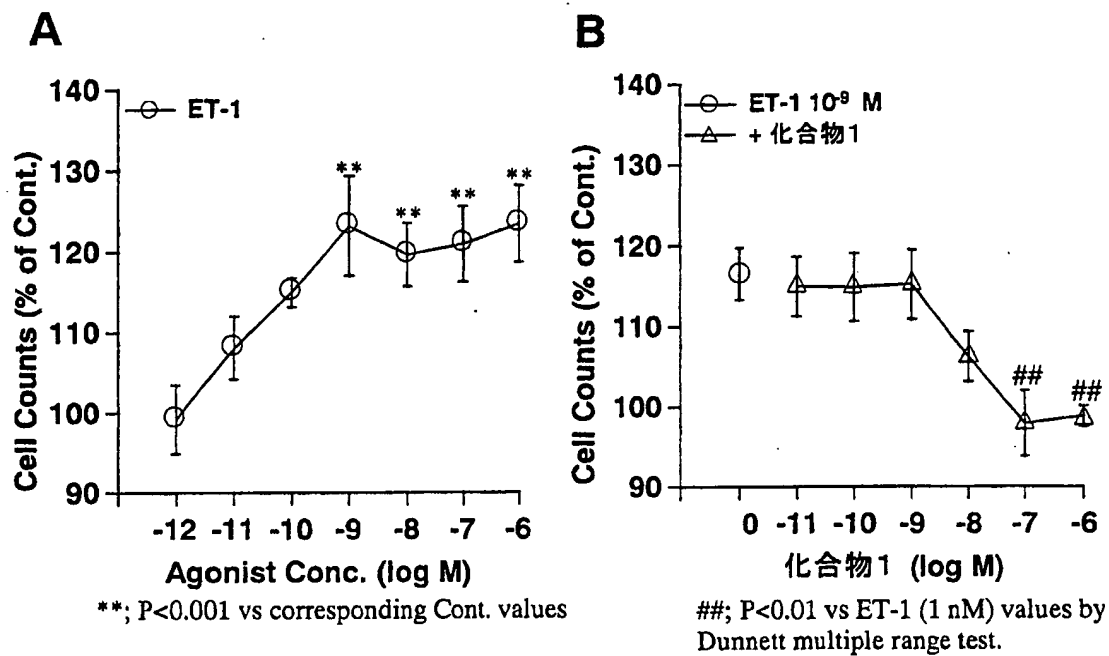 A
140
130
120
110
100
90
Cell Counts (% of Cont.)
ET-1
**
**
**
**
-12 -11 -10 -9 -8 -7 -6
Agonist Conc. (log M)
**; P<0.001 vs corresponding Cont. values
B
140
130
120
110
100
90
Cell Counts (% of Cont.)
ET-1 10⁻⁹ M
+ 化合物1
##
##
0 -11 -10 -9 -8 -7 -6
化合物1 (log M)
##; P<0.01 vs ET-1 (1 nM) values by
Dunnett multiple range test.